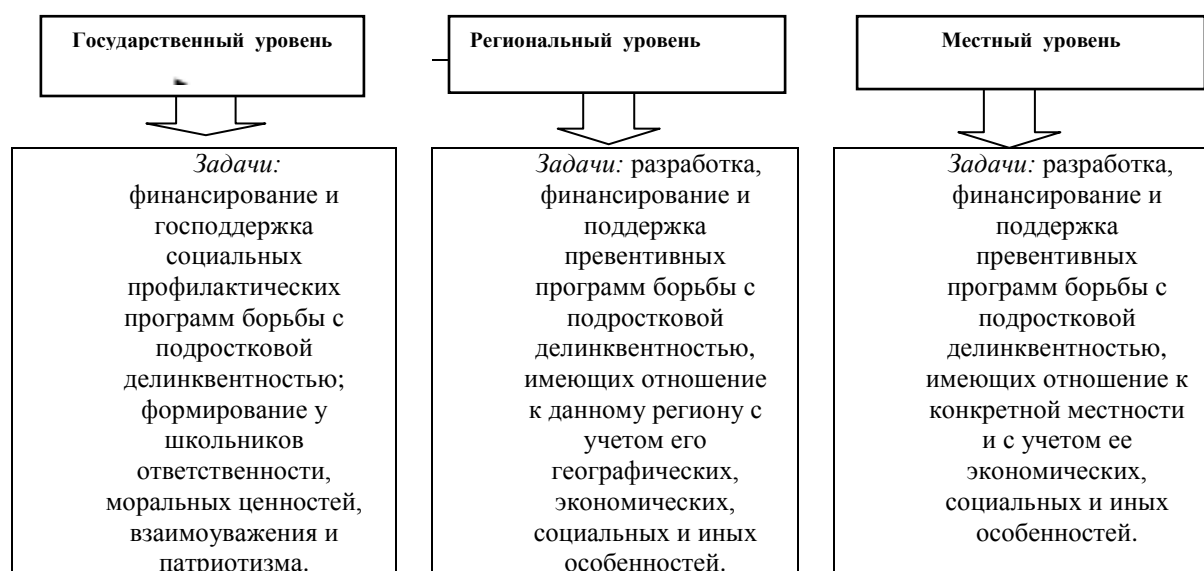 Государственный уровень
Региональный уровень
Местный уровень
Задачи:
финансирование и
господдержка
социальных
профилактических
программ борьбы с
подростковой
делинквентностью;
формирование у
школьников
ответственности,
моральных ценностей,
взаимоуважения и
патриотизма.
Задачи: разработка,
финансирование и
поддержка
превентивных
программ борьбы с
подростковой
делинквентностью,
имеющих отношение
к данному региону с
учетом его
географических,
экономических,
социальных и иных
особенностей.
Задачи: разработка,
финансирование и
поддержка
превентивных
программ борьбы с
подростковой
делинквентностью,
имеющих отношение к
конкретной местности
и с учетом ее
экономических,
социальных и иных
особенностей.